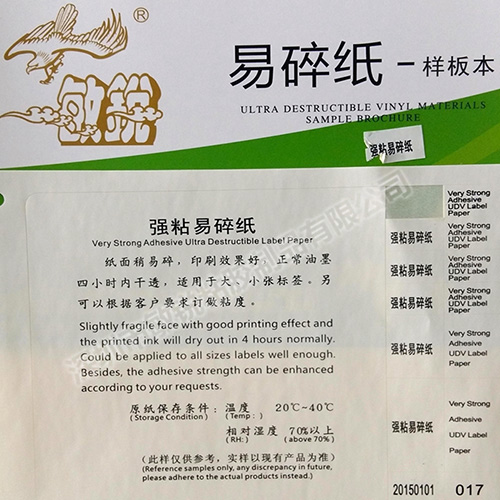 ®
易碎纸-样板本
ULTRA DESTRUCTIBLE VINYL MATERIALS
SAMPLE BROCHURE
强粘易碎纸
强粘易碎纸
Very Strong Adhesive Ultra Destructible Label Paper
纸面稍易碎，印刷效果好，正常油墨
四小时内干透，适用于大、小张标签。另
可以根据客户要求订做粘度。
Slightly fragile face with good printing effect and
the printed ink will dry out in 4 hours normally.
Could be applied to all sizes labels well enough.
Besides, the adhesive strength can be enhanced
according to your requests.
原纸保存条件：温度 20℃~40℃
(Storage Condition) (Temp：)
相对湿度 70%以上
(RH:) (above 70%)
(此样仅供参考，实样以现有产品为准)
(Reference samples only, any discrepancy in future,
please adhere to the actual products available.)
Very Strong
Adhesive
UDV Label
Paper
强粘易碎纸
Very Strong
Adhesive
UDV Label
Paper
强粘易碎纸
Very Strong
Adhesive
UDV Label
Paper
强粘易碎纸
Very Strong
Adhesive
UDV Label
Paper
强粘易碎纸
Very Strong
Adhesive
UDV Label
Paper
强粘易碎纸
Very Strong
Adhesive
UDV Label
Paper
20150101 017